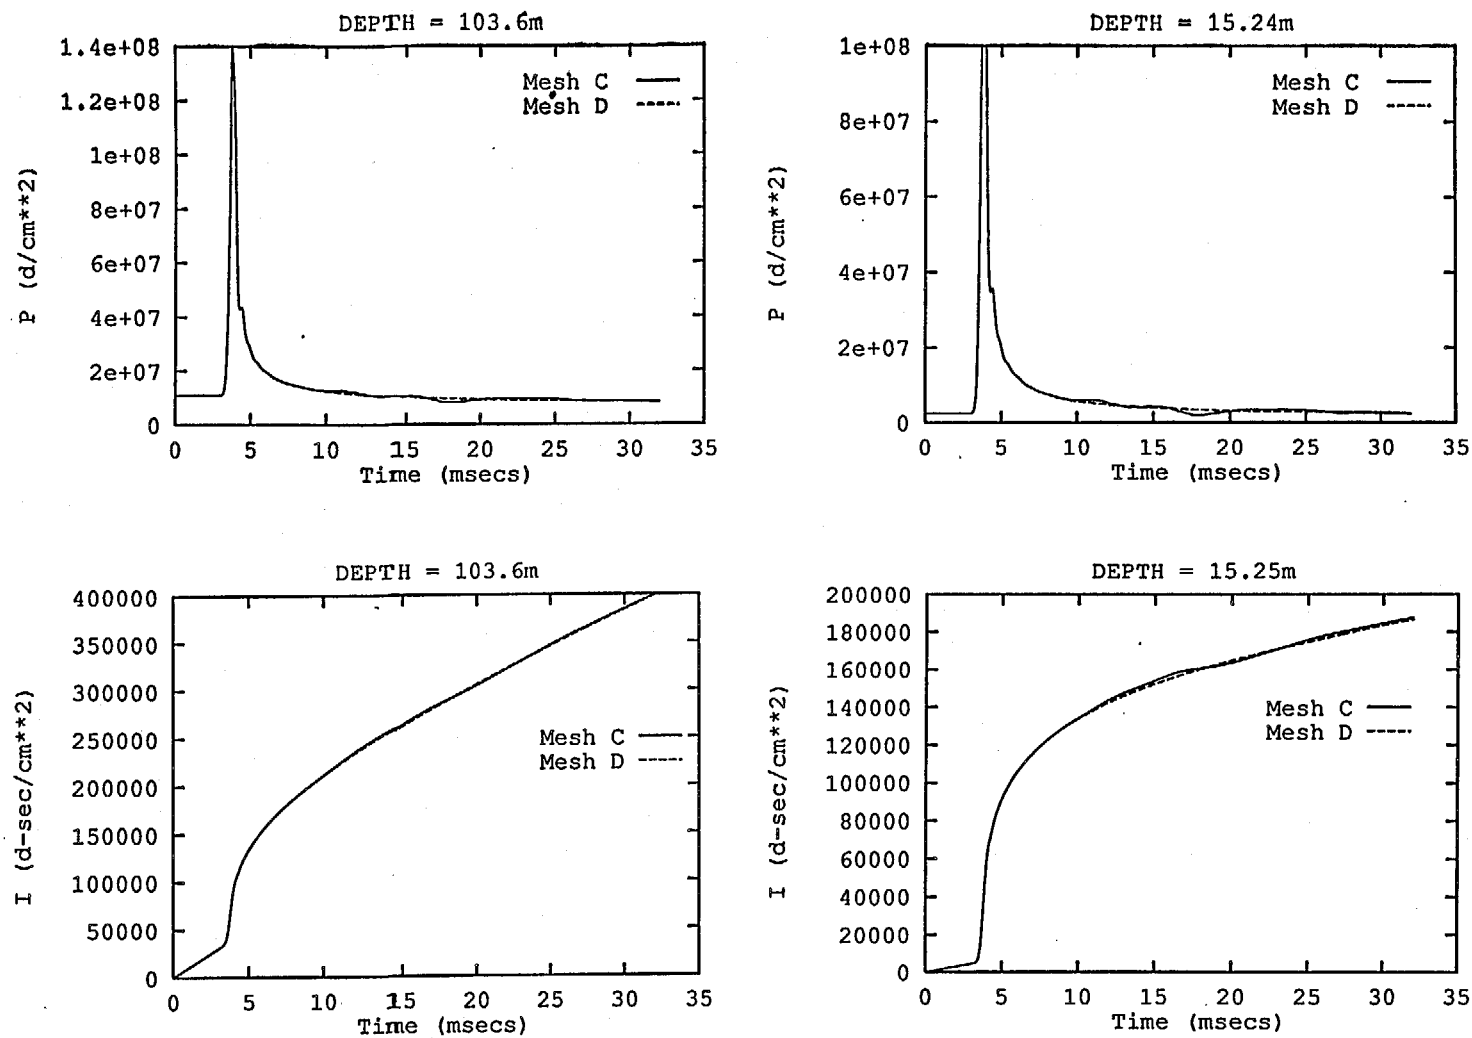 DEPTH = 103.6m
1.4e+08
1.2e+08
1e+08
8e+07
6e+07
4e+07
2e+07
0
P (d/cm**2)
Mesh C
Mesh D
0 5 10 15 20 25 30 35
Time (msecs)
DEPTH = 15.24m
1e+08
8e+07
6e+07
4e+07
2e+07
0
P (d/cm**2)
Mesh C
Mesh D
0 5 10 15 20 25 30 35
Time (msecs)
DEPTH = 103.6m
400000
350000
300000
250000
200000
150000
100000
50000
0
I (d-sec/cm**2)
Mesh C
Mesh D
0 5 10 15 20 25 30 35
Time (msecs)
DEPTH = 15.25m
200000
180000
160000
140000
120000
100000
80000
60000
40000
20000
0
I (d-sec/cm**2)
Mesh C
Mesh D
0 5 10 15 20 25 30 35
Time (msecs)